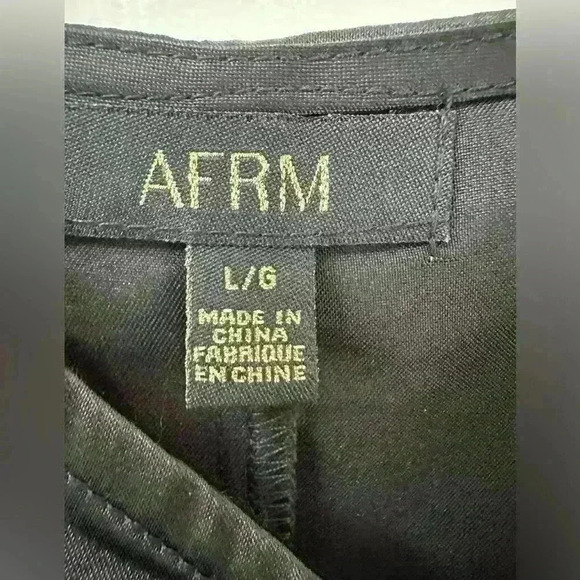 AFRM
L/G
MADE IN
CHINA
FABRIQUE
EN CHINE